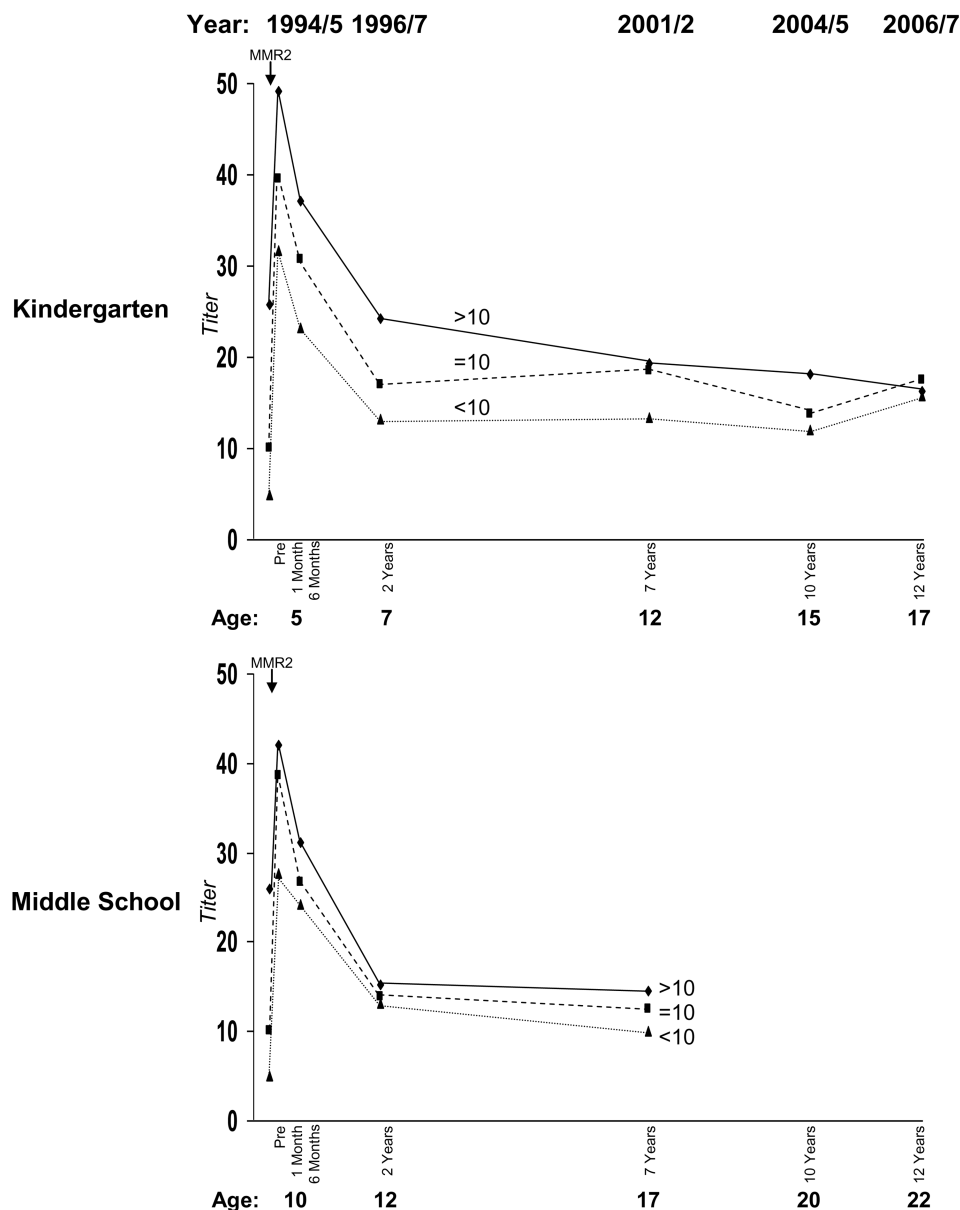 Year: 1994/5 1996/7 2001/2 2004/5 2006/7
MMR2
50
40
30
20
10
0
Titer
Kindergarten
>10
=10
<10
Pre
1 Month
6 Months
2 Years
7 Years
10 Years
12 Years
Age: 5 7 12 15 17
MMR2
50
40
30
20
10
0
Titer
Middle School
>10
=10
<10
Pre
1 Month
6 Months
2 Years
7 Years
10 Years
12 Years
Age: 10 12 17 20 22